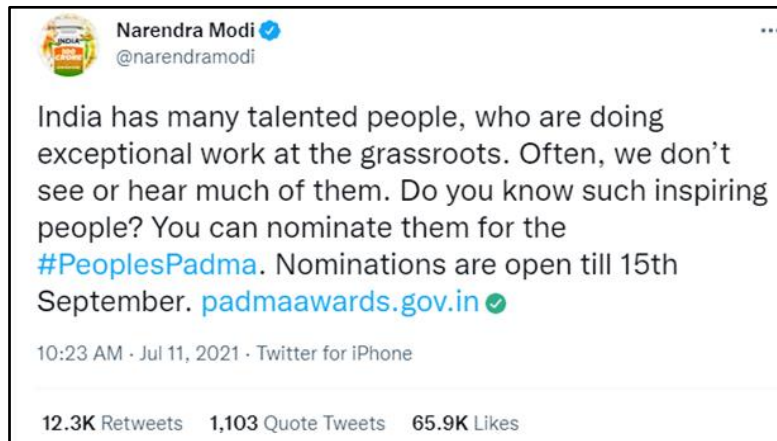 Narendra Modi
@narendramodi
India has many talented people, who are doing
exceptional work at the grassroots. Often, we don’t
see or hear much of them. Do you know such inspiring
people? You can nominate them for the
#PeoplesPadma. Nominations are open till 15th
September. padmaawards.gov.in
10:23 AM · Jul 11, 2021 · Twitter for iPhone
12.3K Retweets 1,103 Quote Tweets 65.9K Likes